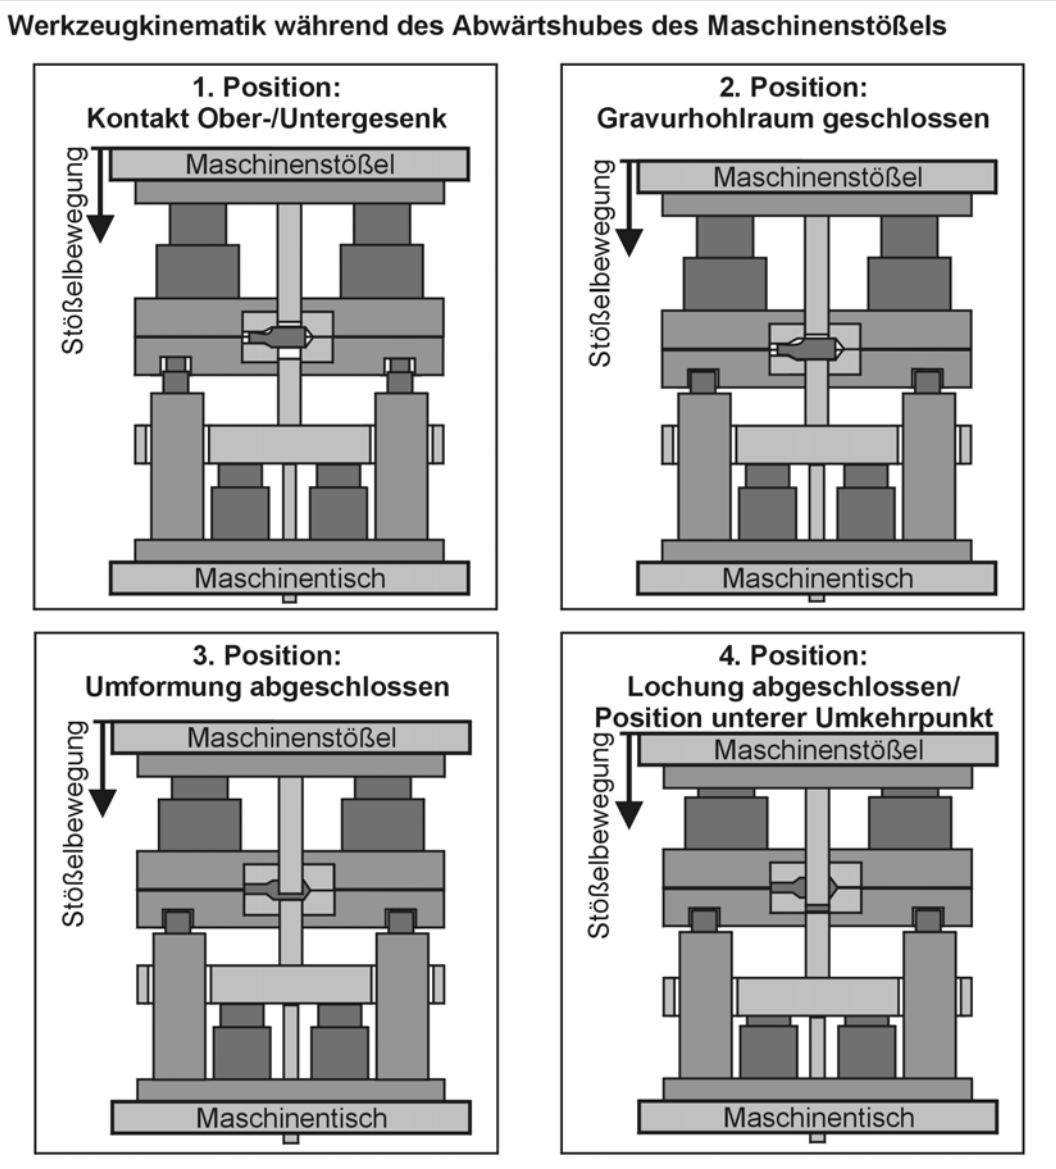 Werkzeugkinematik während des Abwärtshubes des Maschinenstößels
1. Position:
Kontakt Ober-/Untergesenk
Maschinenstößel
Stößelbewegung
Maschinentisch
2. Position:
Gravurhohlraum geschlossen
Maschinenstößel
Stößelbewegung
Maschinentisch
3. Position:
Umformung abgeschlossen
Maschinenstößel
Stößelbewegung
Maschinentisch
4. Position:
Lochung abgeschlossen/
Position unterer Umkehrpunkt
Maschinenstößel
Stößelbewegung
Maschinentisch